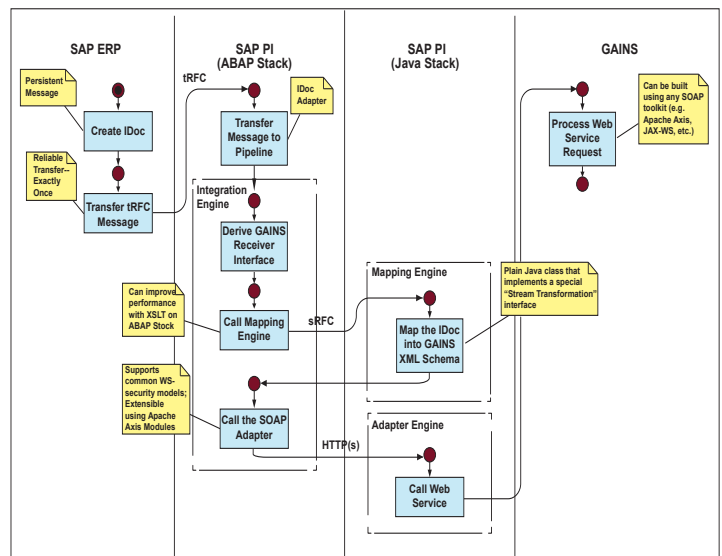 SAP ERP
SAP PI
(ABAP Stack)
SAP PI
(Java Stack)
GAINS
Persistent
Message
Create IDoc
Reliable
Transfer--
Exactly
Once
Transfer tRFC
Message
tRFC
IDoc
Adapter
Transfer
Message to
Pipeline
Integration
Engine
Derive GAINS
Receiver
Interface
Can improve
performance
with XSLT on
ABAP Stock
Call Mapping
Engine
sRFC
Supports
common WS-
security models;
Extensible
using Apache
Axis Modules
Call the SOAP
Adapter
HTTP(s)
Mapping Engine
Map the IDoc
into GAINS
XML Schema
Plain Java class that
implements a special
“Stream Transformation”
interface
Adapter Engine
Call Web
Service
Process Web
Service
Request
Can be built
using any SOAP
toolkit (e.g.
Apache Axis,
JAX-WS, etc.)